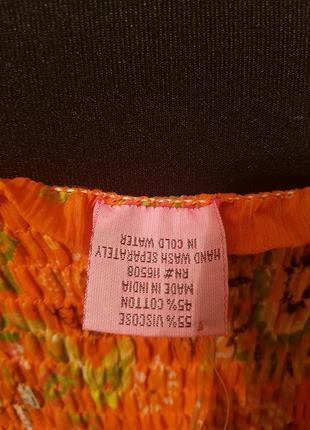 55% VISCOSE
45% COTTON
MADE IN INDIA
RN# 116508
HAND WASH SEPARATELY
IN COLD WATER